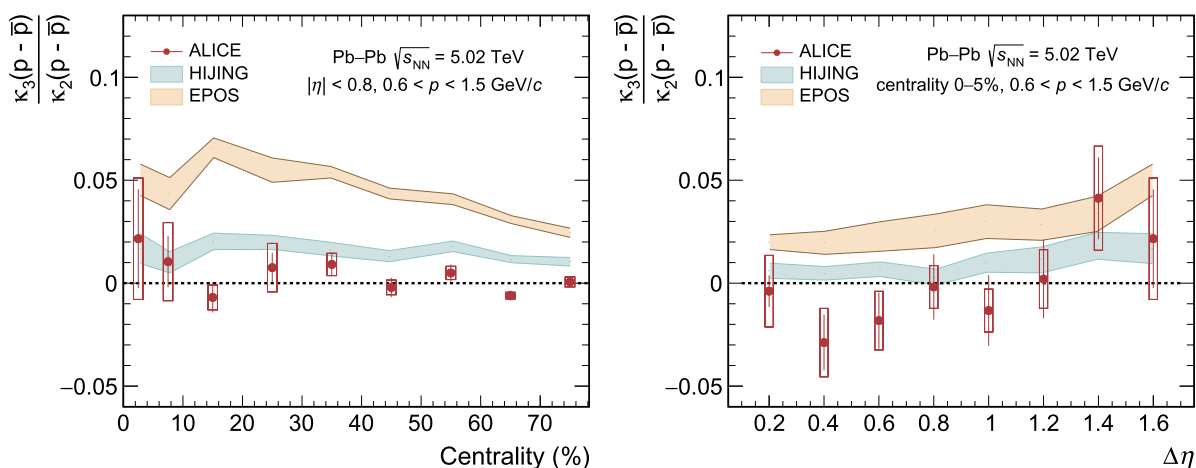 κ3(p - p̅)
κ2(p - p̅)
0.1
0.05
0
−0.05
ALICE
HIJING
EPOS
Pb–Pb √sNN = 5.02 TeV
|η| < 0.8, 0.6 < p < 1.5 GeV/c
0 10 20 30 40 50 60 70
Centrality (%)
κ3(p - p̅)
κ2(p - p̅)
0.1
0.05
0
−0.05
ALICE
HIJING
EPOS
Pb–Pb √sNN = 5.02 TeV
centrality 0–5%, 0.6 < p < 1.5 GeV/c
0.2 0.4 0.6 0.8 1 1.2 1.4 1.6
Δη